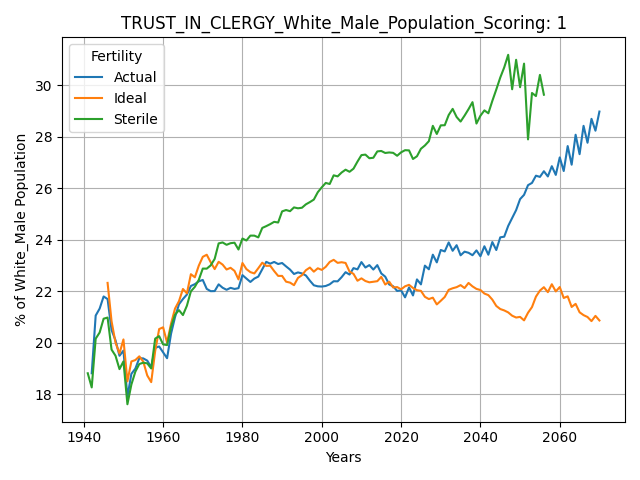 TRUST_IN_CLERGY_White_Male_Population_Scoring: 1
Fertility
Actual
Ideal
Sterile
% of White_Male Population
30
28
26
24
22
20
18
1940 1960 1980 2000 2020 2040 2060
Years